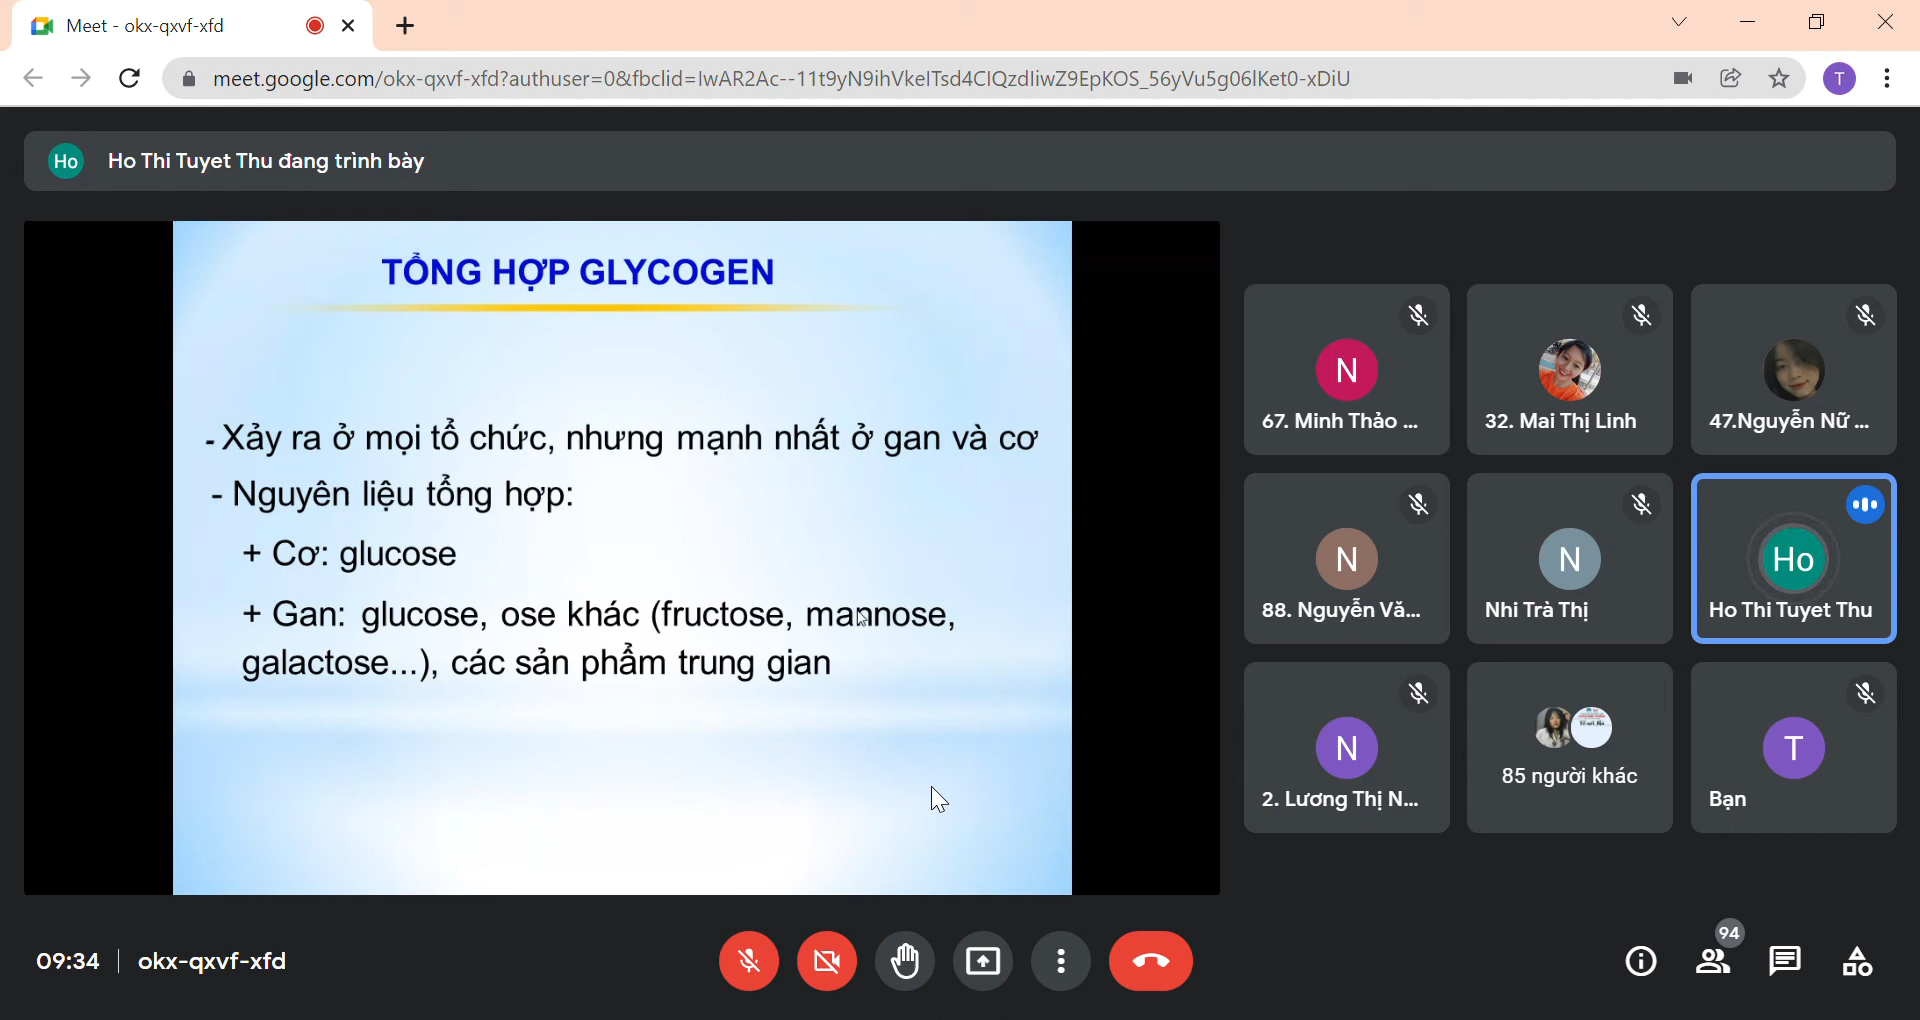 Meet - okx-qxvf-xfd
meet.google.com/okx-qxvf-xfd?authuser=0&fbclid=IwAR2Ac--11t9yN9ihVkeITsd4CIQzdIiwZ9EpKOS_56yVu5g06lKet0-xDiU
T
Ho
Ho Thi Tuyet Thu đang trình bày
TỔNG HỢP GLYCOGEN
- Xảy ra ở mọi tổ chức, nhưng mạnh nhất ở gan và cơ
- Nguyên liệu tổng hợp:
+ Cơ: glucose
+ Gan: glucose, ose khác (fructose, mannose,
galactose...), các sản phẩm trung gian
N
67. Minh Thảo ...
32. Mai Thị Linh
47.Nguyễn Nữ ...
N
88. Nguyễn Vă...
N
Nhi Trà Thị
Ho
Ho Thi Tuyet Thu
N
2. Lương Thị N...
85 người khác
T
Bạn
09:34
okx-qxvf-xfd
94